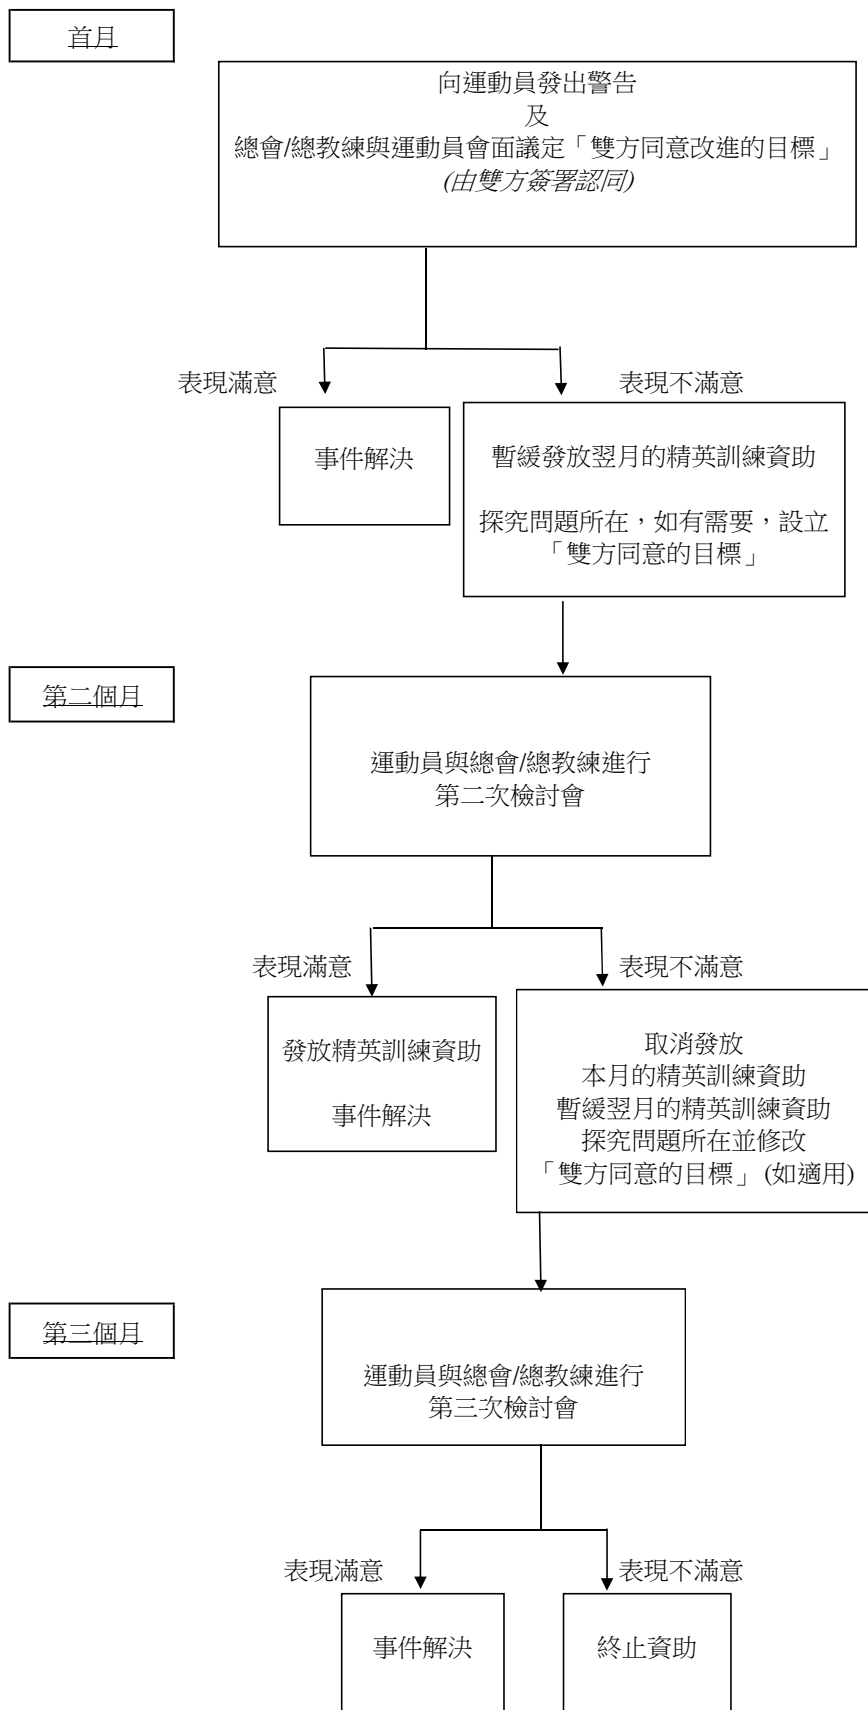 首月
向運動員發出警告
及
總會/總教練與運動員會面議定「雙方同意改進的目標」
(由雙方簽署認同)
表現滿意
表現不滿意
事件解決
暫緩發放翌月的精英訓練資助
探究問題所在，如有需要，設立
「雙方同意的目標」
第二個月
運動員與總會/總教練進行
第二次檢討會
表現滿意
表現不滿意
發放精英訓練資助
事件解決
取消發放
本月的精英訓練資助
暫緩翌月的精英訓練資助
探究問題所在並修改
「雙方同意的目標」(如適用)
第三個月
運動員與總會/總教練進行
第三次檢討會
表現滿意
表現不滿意
事件解決
終止資助